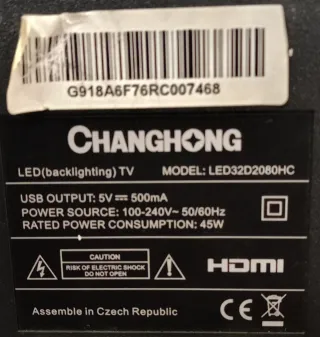 G918A6F76RC007468
CHANGHONG
LED(backlighting) TV MODEL: LED32D2080HC
USB OUTPUT: 5V ⎓ 500mA
POWER SOURCE: 100-240V~ 50/60Hz
RATED POWER CONSUMPTION: 45W
CAUTION
RISK OF ELECTRIC SHOCK
DO NOT OPEN
HDMI
Assemble in Czech Republic CE